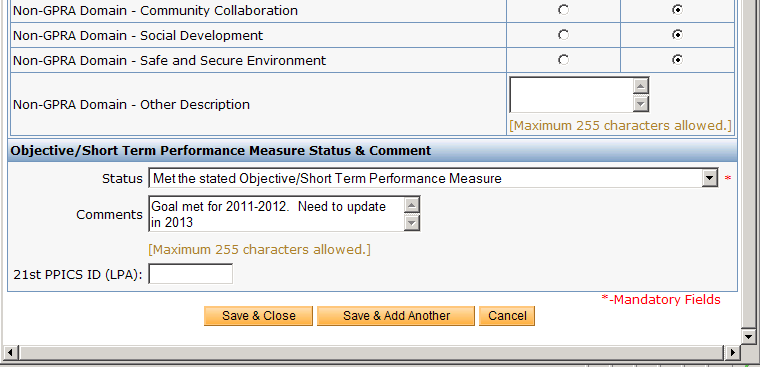 Non-GPRA Domain - Community Collaboration
Non-GPRA Domain - Social Development
Non-GPRA Domain - Safe and Secure Environment
Non-GPRA Domain - Other Description
[Maximum 255 characters allowed.]
Objective/Short Term Performance Measure Status & Comment
Status Met the stated Objective/Short Term Performance Measure *
Comments Goal met for 2011-2012.  Need to update
in 2013
[Maximum 255 characters allowed.]
21st PPICS ID (LPA):
*-Mandatory Fields
Save & Close Save & Add Another Cancel